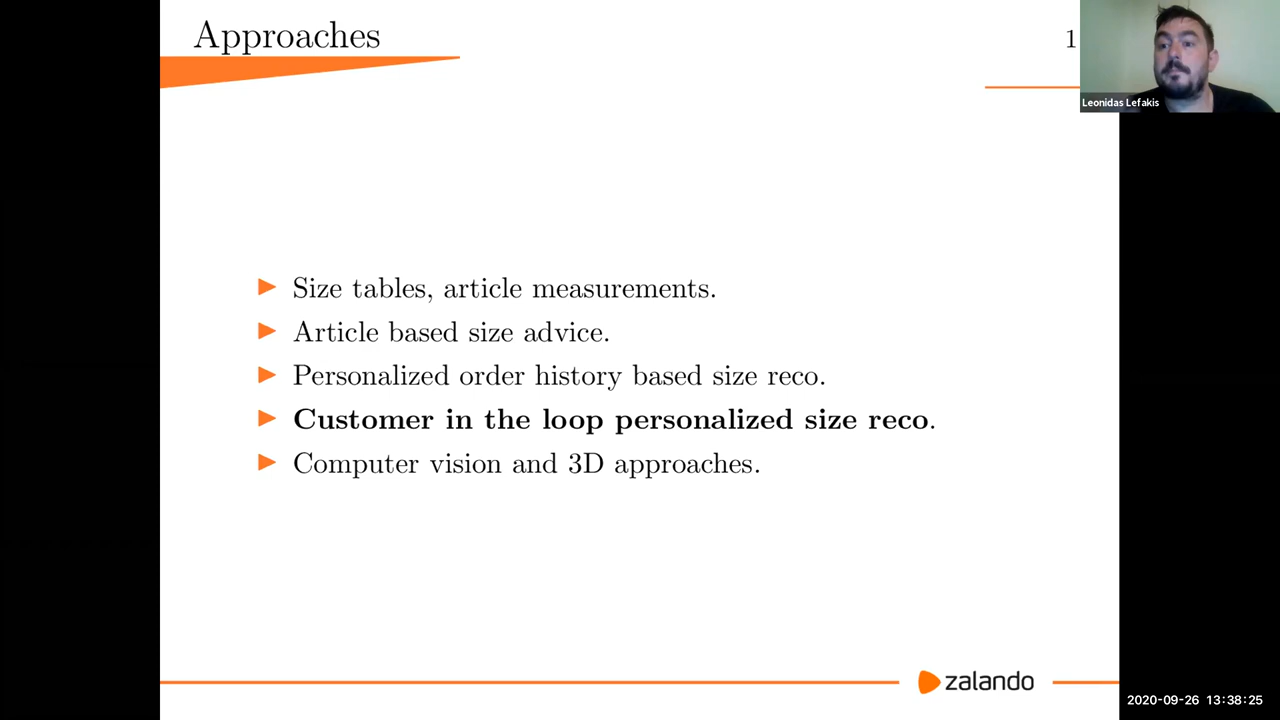 Approaches
1
Leonidas Lefakis
Size tables, article measurements.
Article based size advice.
Personalized order history based size reco.
Customer in the loop personalized size reco.
Computer vision and 3D approaches.
zalando
2020-09-26 13:38:25